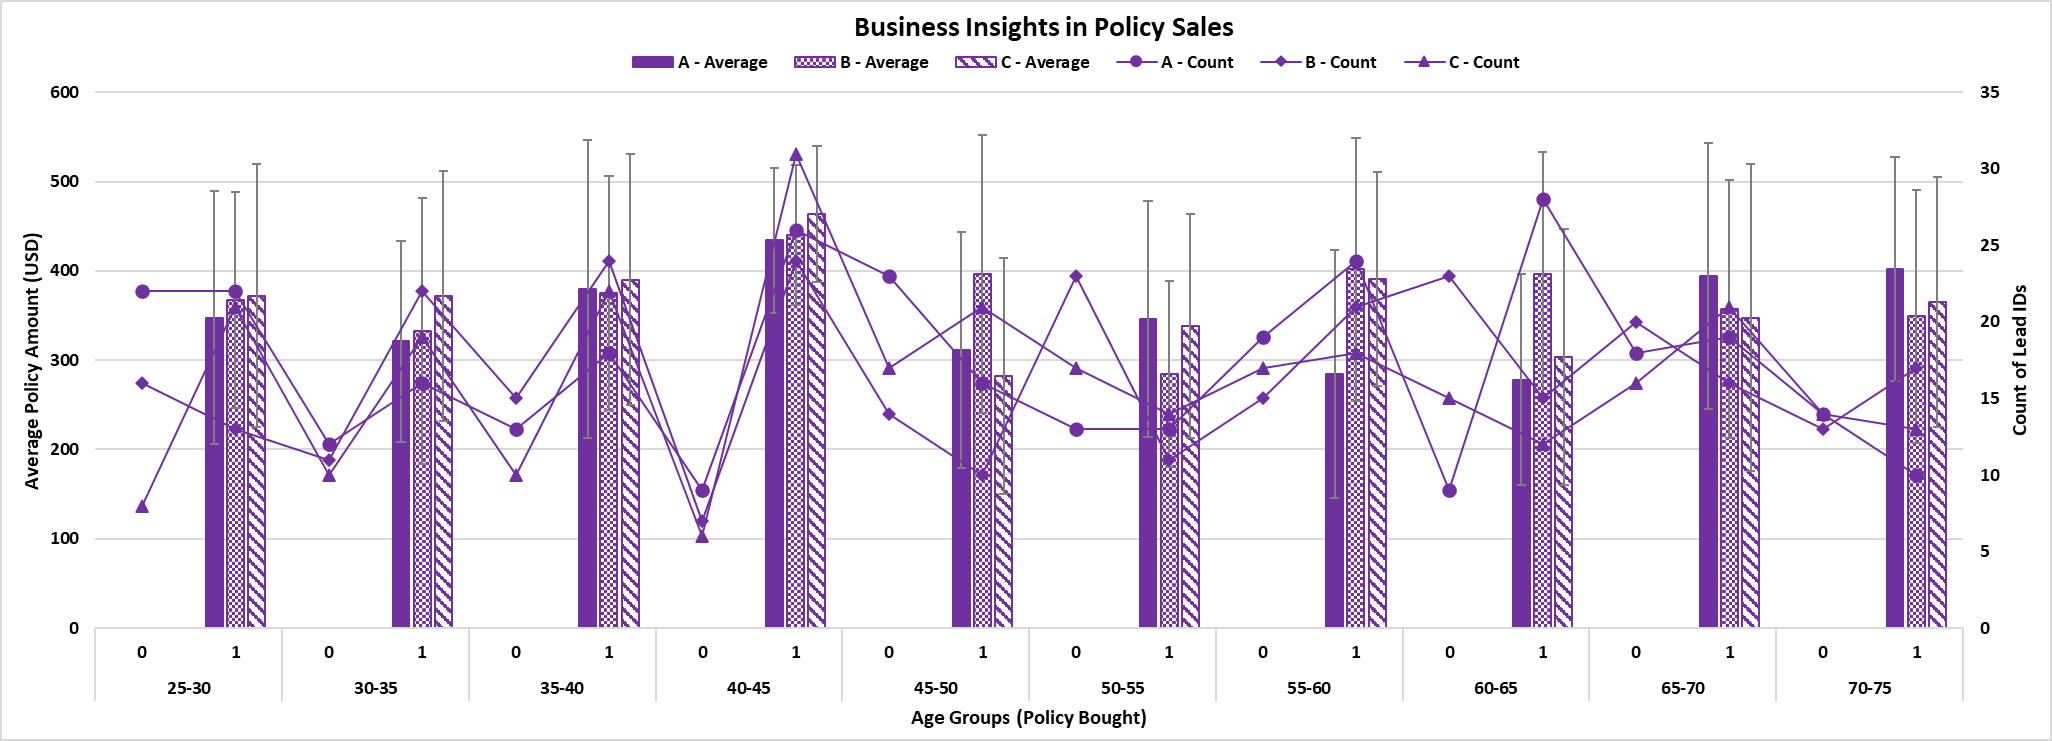 Business Insights in Policy Sales
A - Average B - Average C - Average A - Count B - Count C - Count
Average Policy Amount (USD)
600
500
400
300
200
100
0
35
30
25
20
15
10
5
0
Count of Lead IDs
0 1 0 1 0 1 0 1 0 1 0 1 0 1 0 1 0 1 0 1
25-30 30-35 35-40 40-45 45-50 50-55 55-60 60-65 65-70 70-75
Age Groups (Policy Bought)